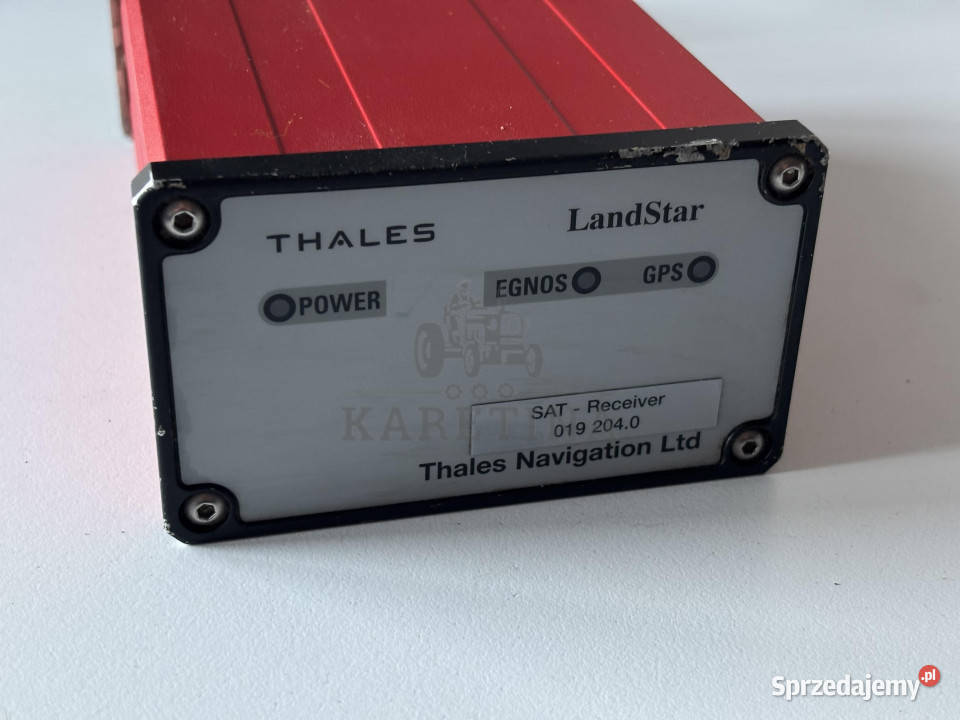 THALES
LandStar
POWER
EGNOS
GPS
SAT - Receiver
019 204.0
Thales Navigation Ltd
Sprzedajemy.pl